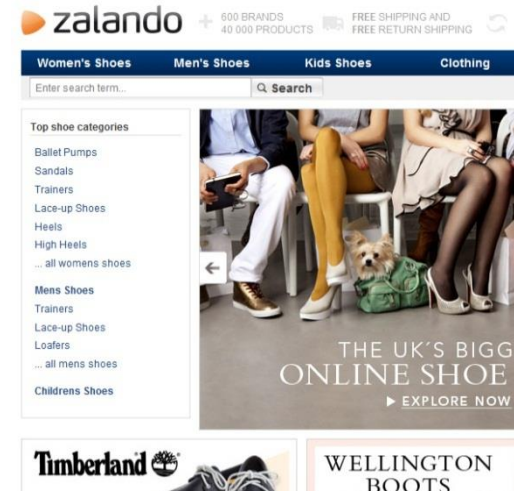 zalando
600 BRANDS
40 000 PRODUCTS
FREE SHIPPING AND
FREE RETURN SHIPPING
Women's Shoes Men's Shoes Kids Shoes Clothing
Enter search term... Search
Top shoe categories
Ballet Pumps
Sandals
Trainers
Lace-up Shoes
Heels
High Heels
... all womens shoes
Mens Shoes
Trainers
Lace-up Shoes
Loafers
... all mens shoes
Childrens Shoes
THE UK´S BIGG
ONLINE SHOE
EXPLORE NOW
Timberland
WELLINGTON
BOOTS